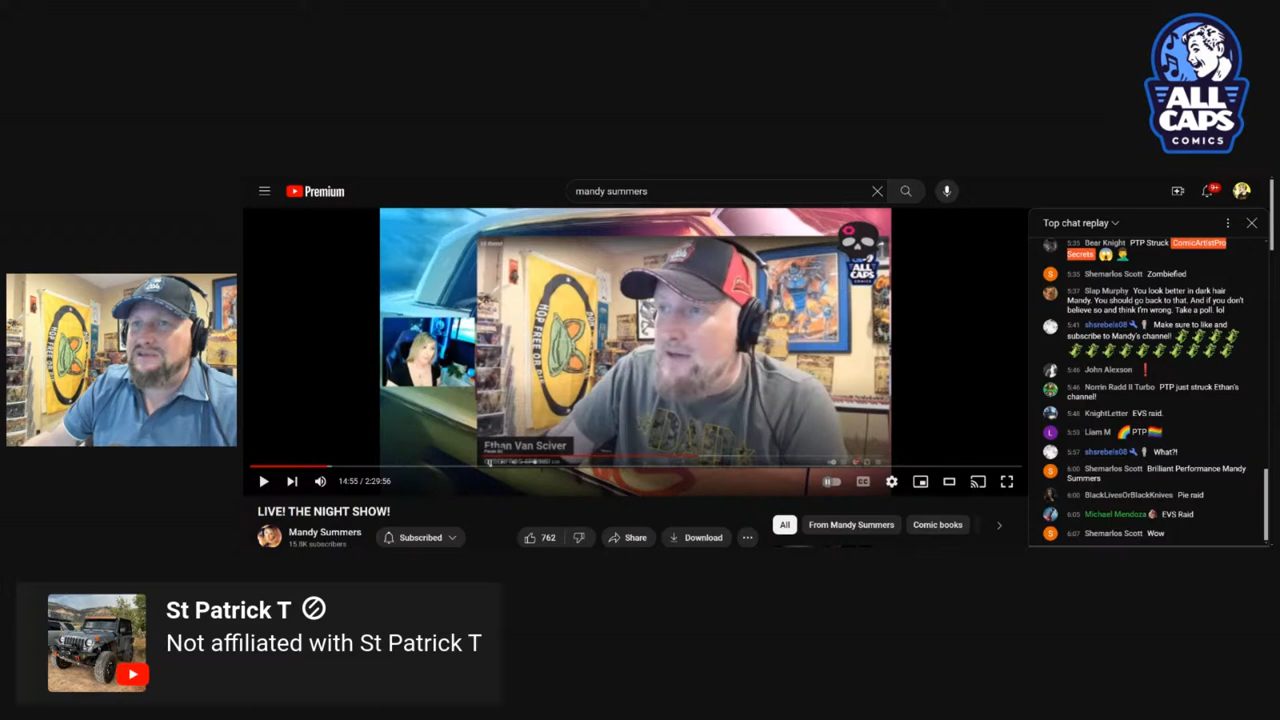 ALL
CAPS
COMICS
Premium
mandy summers
9+
Top chat replay
5:35 Bear Knight PTP Struck ComicArtistPro
Secrets
5:35 Shemarlos Scott Zombiefied
5:37 Slap Murphy You look better in dark hair
Mandy. You should go back to that. And if you don't
believe so and think I'm wrong. Take a poll. lol
5:41 shsrebels08 Make sure to like and
subscribe to Mandy's channel!
5:46 John Alexson
5:46 Norrin Radd II Turbo PTP just struck Ethan's
channel!
5:48 KnightLetter EVS raid.
5:53 Liam M PTP
5:57 shsrebels08 What?!
6:00 Shemarlos Scott Brilliant Performance Mandy
Summers
6:00 BlackLivesOrBlackKnives Pie raid
6:05 Michael Mendoza EVS Raid
6:07 Shemarlos Scott Wow
ALL
CAPS
HOP FREE OR DIE
Ethan Van Sciver
14:55 / 2:29:56
CC
LIVE! THE NIGHT SHOW!
Mandy Summers
15.8K subscribers
Subscribed
762
Share
Download
All
From Mandy Summers
Comic books
St Patrick T
Not affiliated with St Patrick T